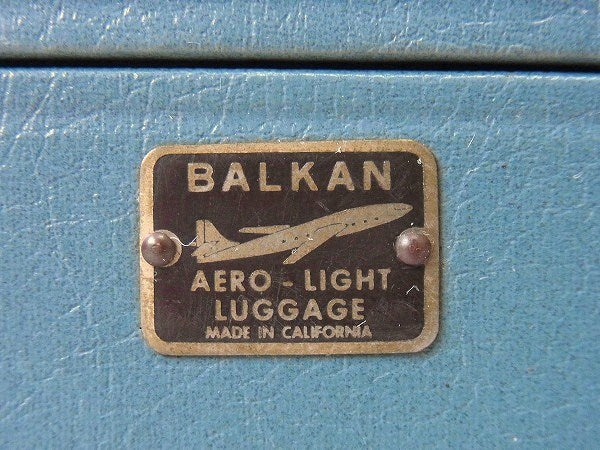 BALKAN
AERO - LIGHT
LUGGAGE
MADE IN CALIFORNIA